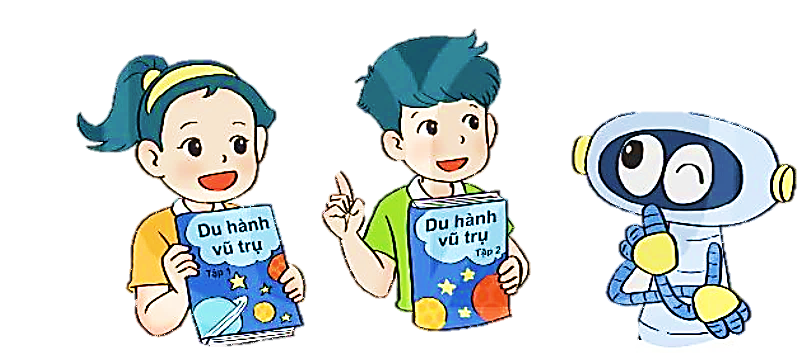 Du hành
vũ trụ
Tập 1
Du hành
vũ trụ
Tập 2